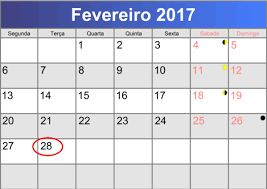 Fevereiro 2017
Segunda Terça Quarta Quinta Sexta Sábado Domingo
1 2 3 4 5
6 7 8 9 10 11 12
13 14 15 16 17 18 19
20 21 22 23 24 25 26
27 28